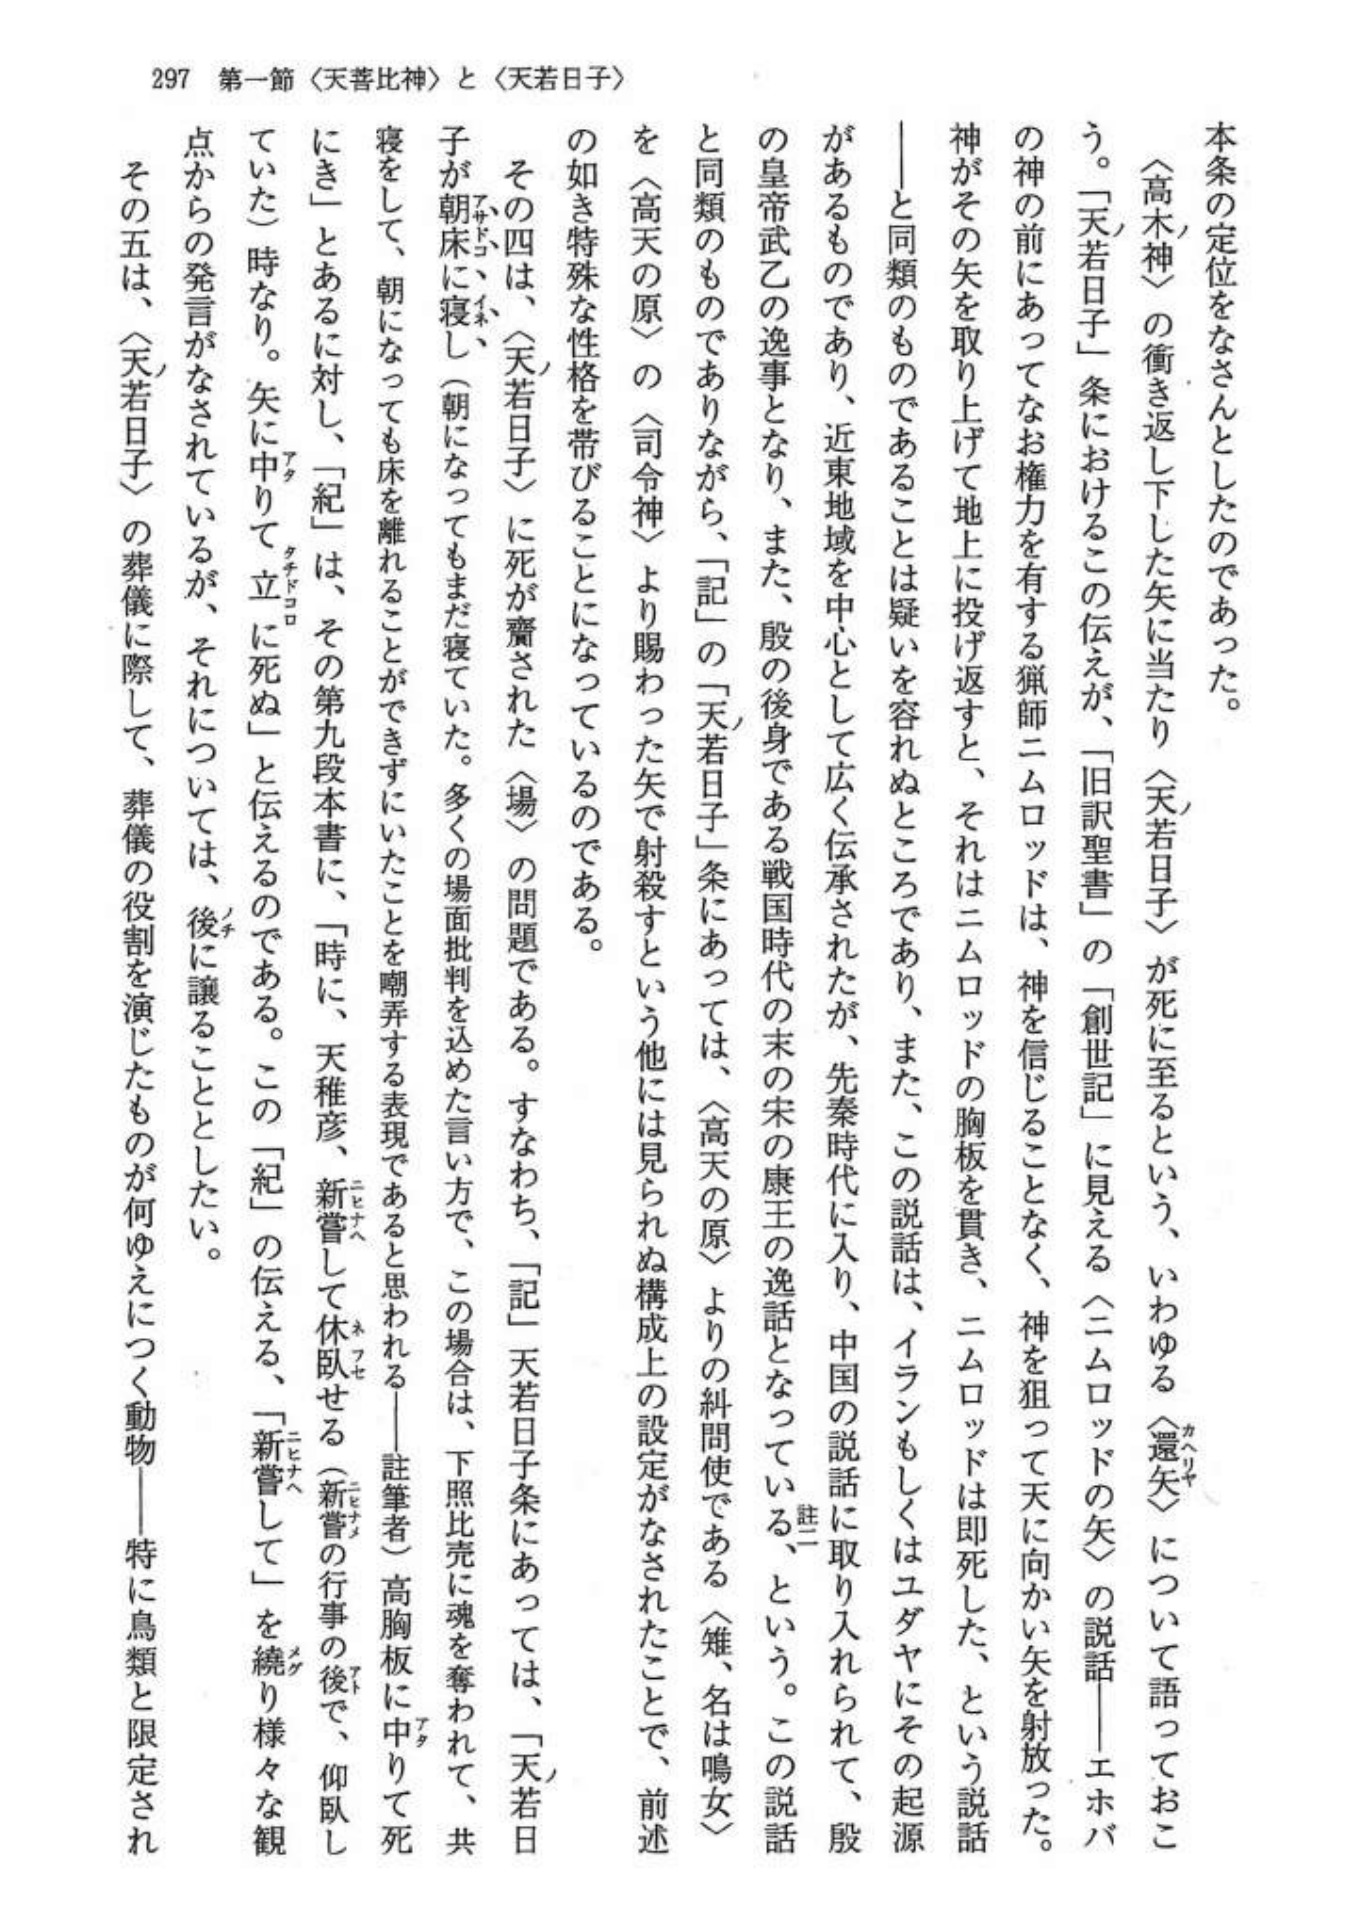 297 第一節〈天菩比神〉と〈天若日子〉
本条の定位をなさんとしたのであった。
〈高木神〉の衝き返し下した矢に当たり〈天若日子〉が死に至るという、いわゆる〈還矢〉について語っておこ
う。「天若日子」条におけるこの伝えが、「旧訳聖書」の「創世記」に見える〈ニムロッドの矢〉の説話――エホバ
の神の前にあってなお権力を有する猟師ニムロッドは、神を信じることなく、神を狙って天に向かい矢を射放った。
神がその矢を取り上げて地上に投げ返すと、それはニムロッドの胸板を貫き、ニムロッドは即死した、という説話
――と同類のものであることは疑いを容れぬところであり、また、この説話は、イランもしくはユダヤにその起源
があるものであり、近東地域を中心として広く伝承されたが、先秦時代に入り、中国の説話に取り入れられて、殷
の皇帝武乙の逸事となり、また、殷の後身である戦国時代の末の宋の康王の逸話となっている、という。この説話
と同類のものでありながら、「記」の「天若日子」条にあっては、〈高天の原〉よりの糾問使である〈雉、名は鳴女〉
を〈高天の原〉の〈司令神〉より賜わった矢で射殺すという他には見られぬ構成上の設定がなされたことで、前述
の如き特殊な性格を帯びることになっているのである。
その四は、〈天若日子〉に死が齎された〈場〉の問題である。すなわち、「記」天若日子条にあっては、「天若日
子が朝床に寝し（朝になってもまだ寝ていた。多くの場面批判を込めた言い方で、この場合は、下照比売に魂を奪われて、共
寝をして、朝になっても床を離れることができずにいたことを嘲弄する表現であると思われる――註筆者）高胸板に中りて死
にき」とあるに対し、「紀」は、その第九段本書に、「時に、天稚彦、新嘗して休臥せる（新嘗の行事の後で、仰臥し
ていた）時なり。矢に中りて立に死ぬ」と伝えるのである。この「紀」の伝える、「新嘗して」を繞り様々な観
点からの発言がなされているが、それについては、後に譲ることとしたい。
その五は、〈天若日子〉の葬儀に際して、葬儀の役割を演じたものが何ゆえにつく動物――特に鳥類と限定され